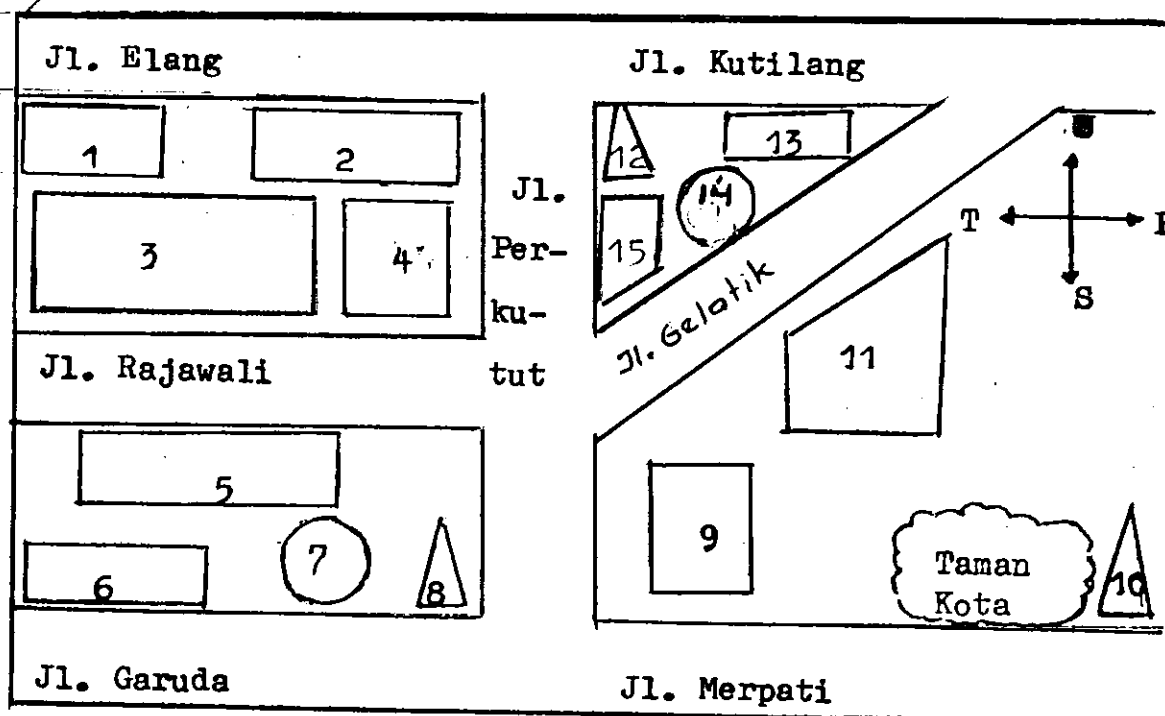 Jl. Elang
Jl. Kutilang
1
2
12
13
14
Jl.
Per-
ku-
tut
3
4
15
T
S
Jl. Gelatik
11
Jl. Rajawali
5
6
7
8
9
Taman
Kota
10
Jl. Garuda
Jl. Merpati